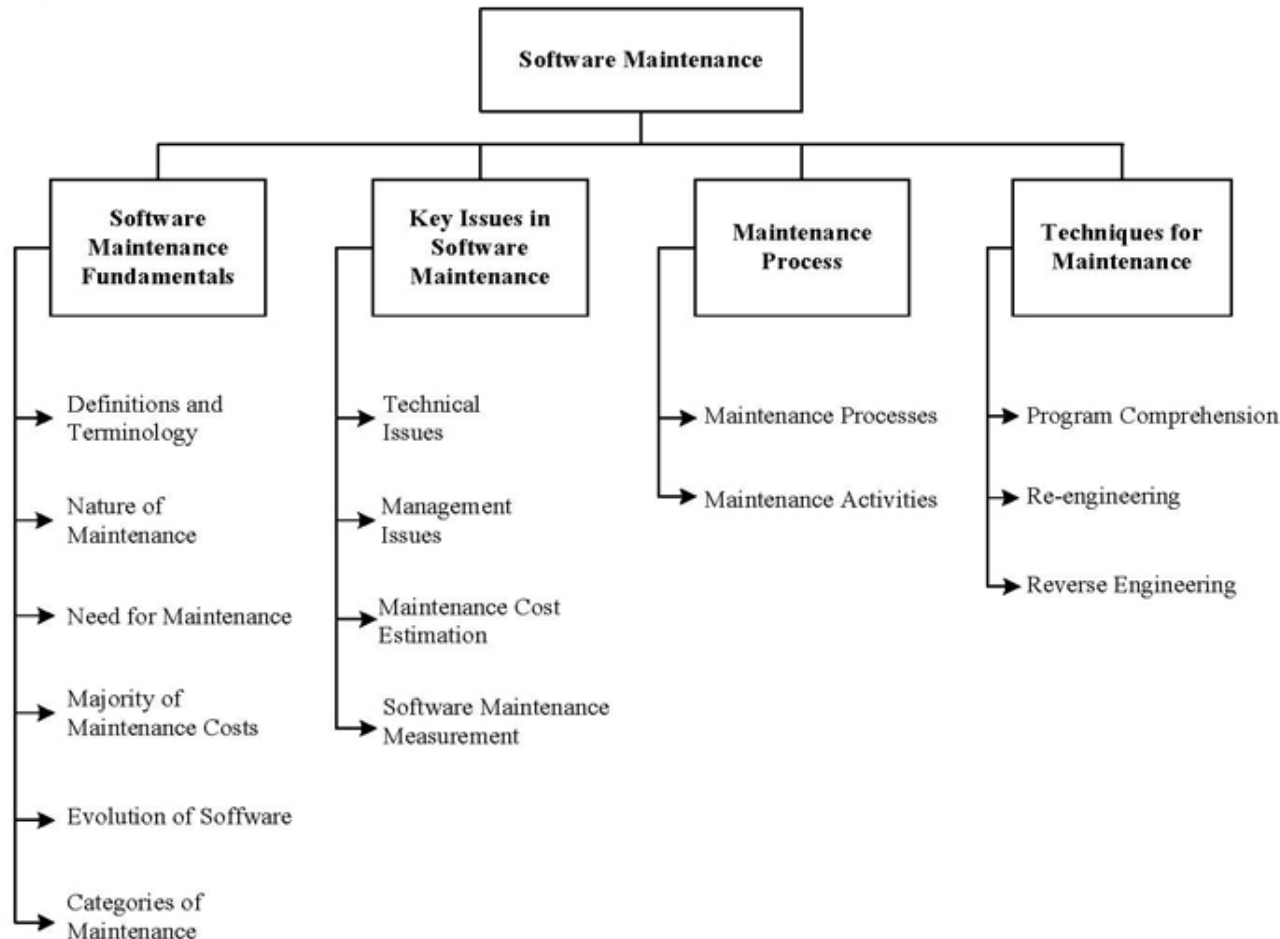 Software Maintenance
Software
Maintenance
Fundamentals
Key Issues in
Software
Maintenance
Maintenance
Process
Techniques for
Maintenance
Definitions and
Terminology
Nature of
Maintenance
Need for Maintenance
Majority of
Maintenance Costs
Evolution of Soffware
Categories of
Maintenance
Technical
Issues
Management
Issues
Maintenance Cost
Estimation
Software Maintenance
Measurement
Maintenance Processes
Maintenance Activities
Program Comprehension
Re-engineering
Reverse Engineering